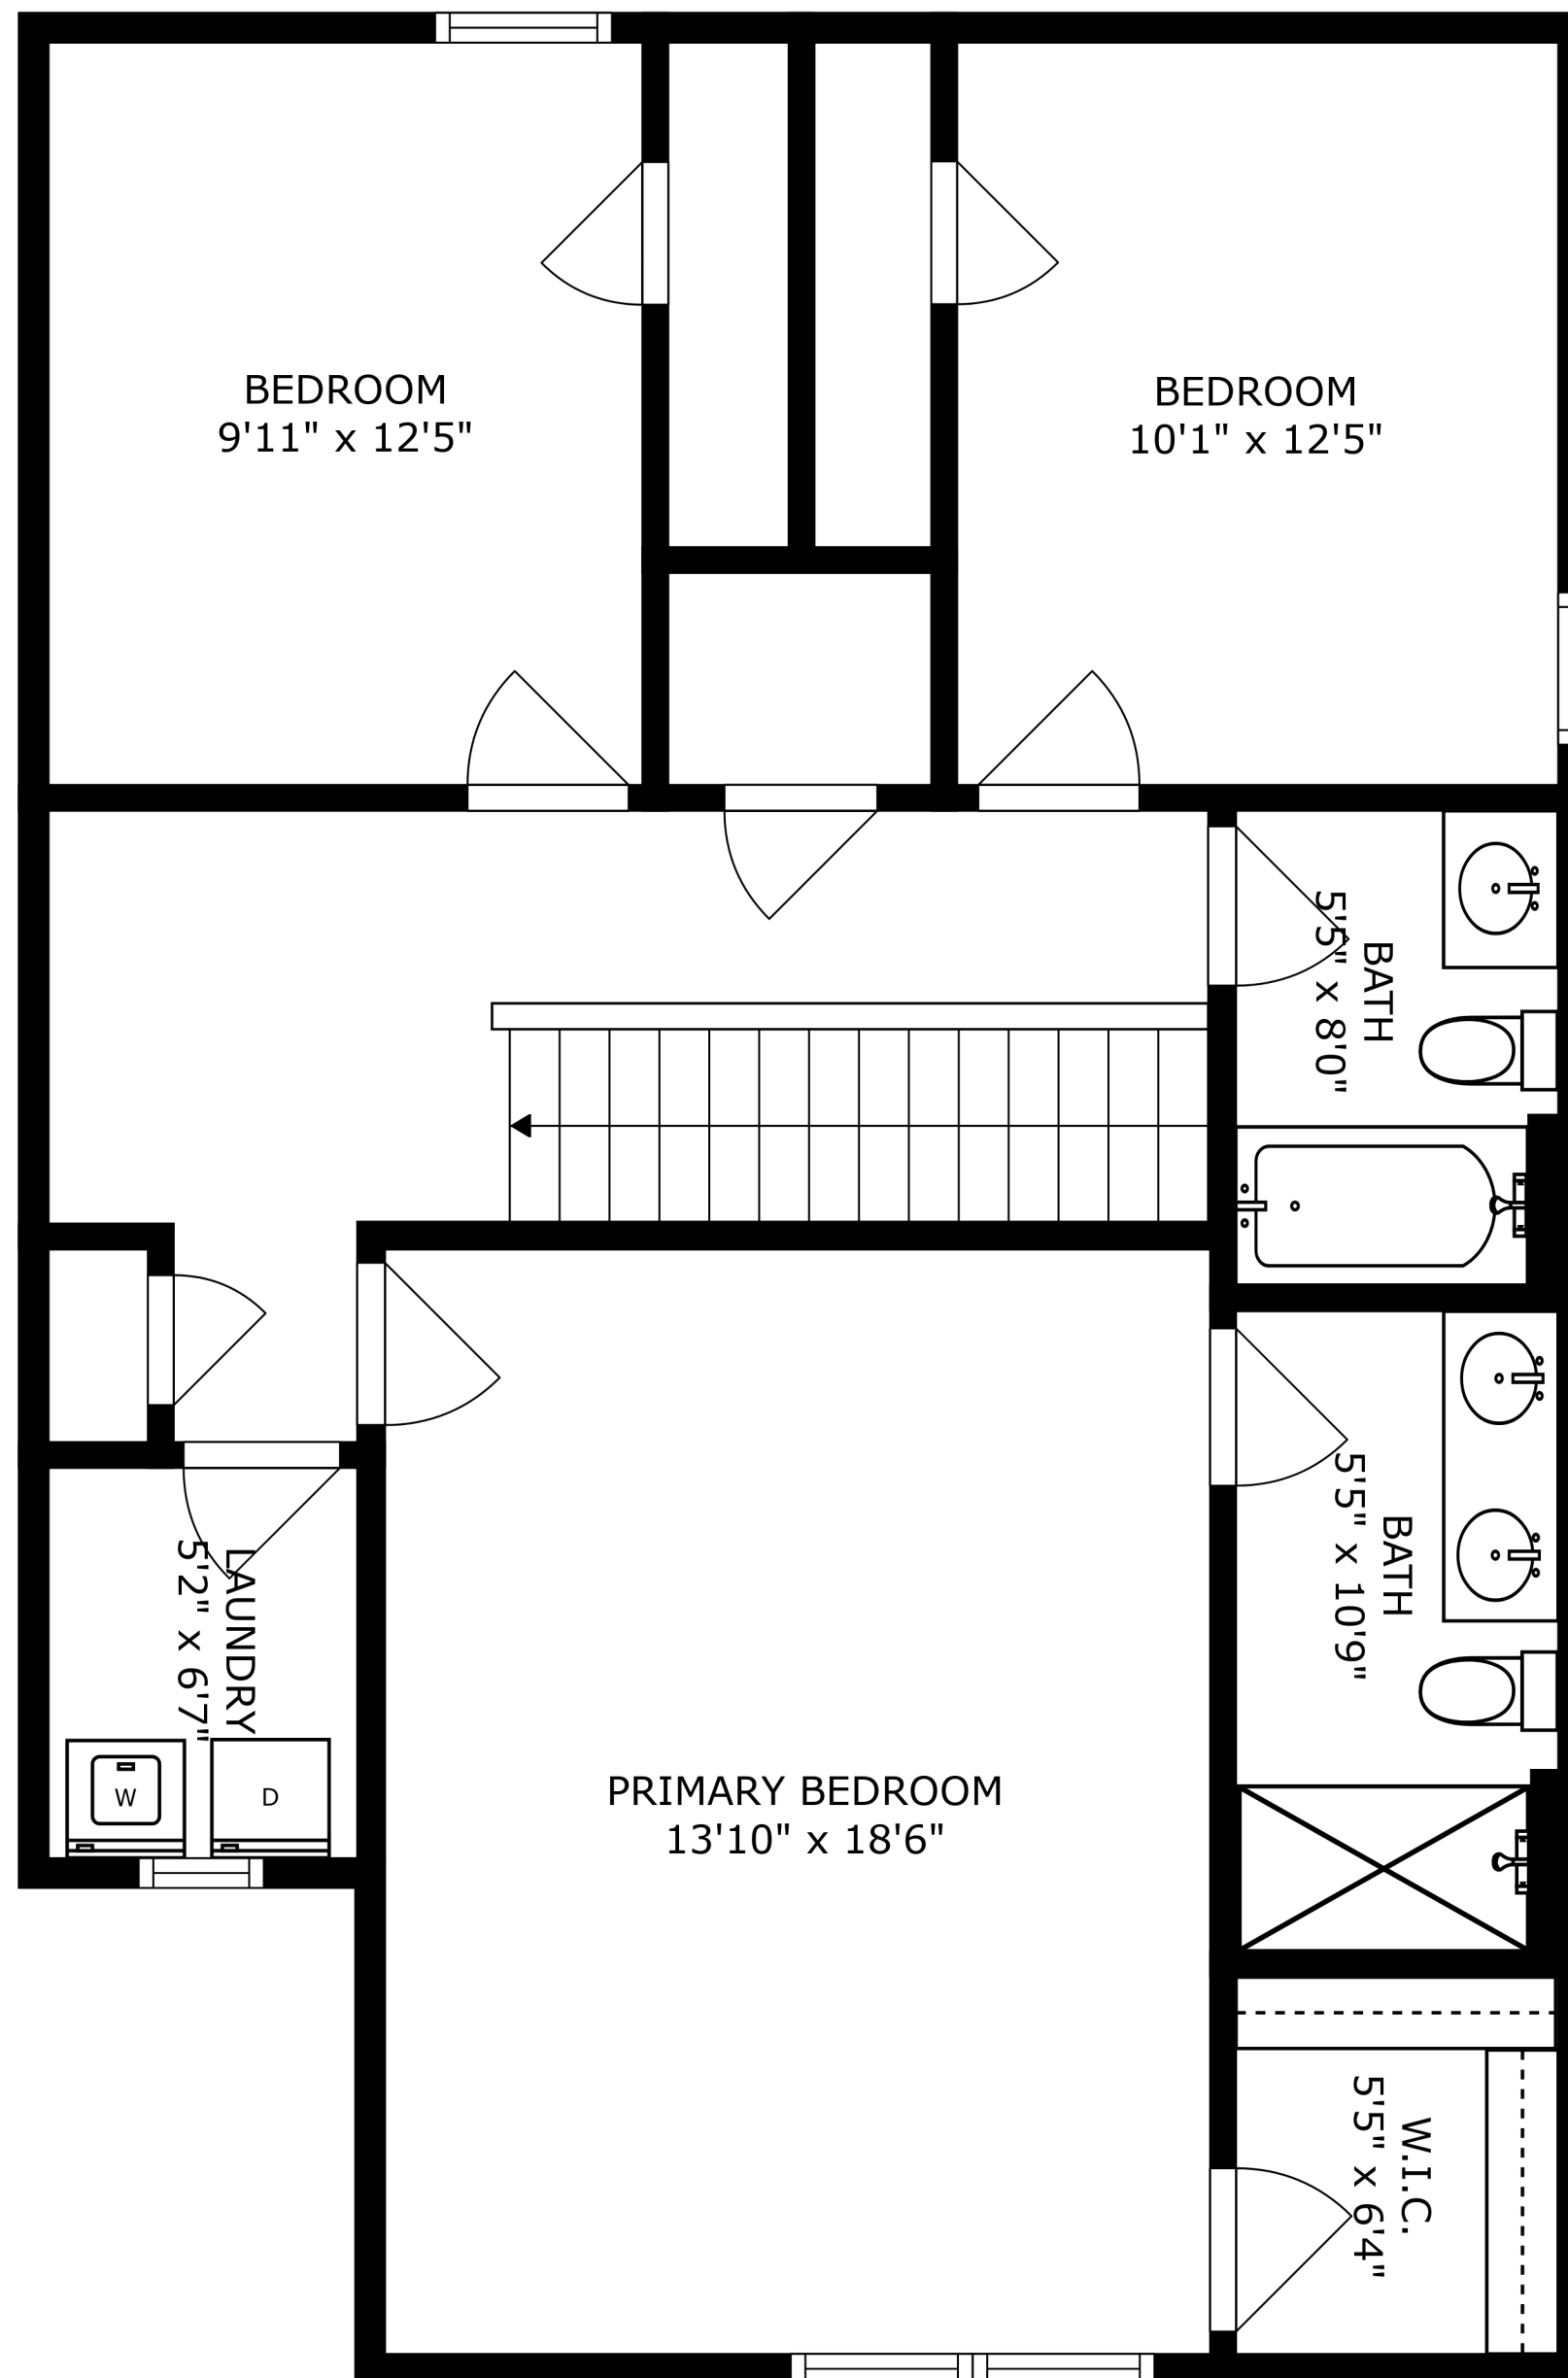 BEDROOM
9'11" x 12'5"
BEDROOM
10'1" x 12'5"
BATH
5'5" x 8'0"
BATH
5'5" x 10'9"
LAUNDRY
5'2" x 6'7"
W
D
PRIMARY BEDROOM
13'10" x 18'6"
W.I.C.
5'5" x 6'4"